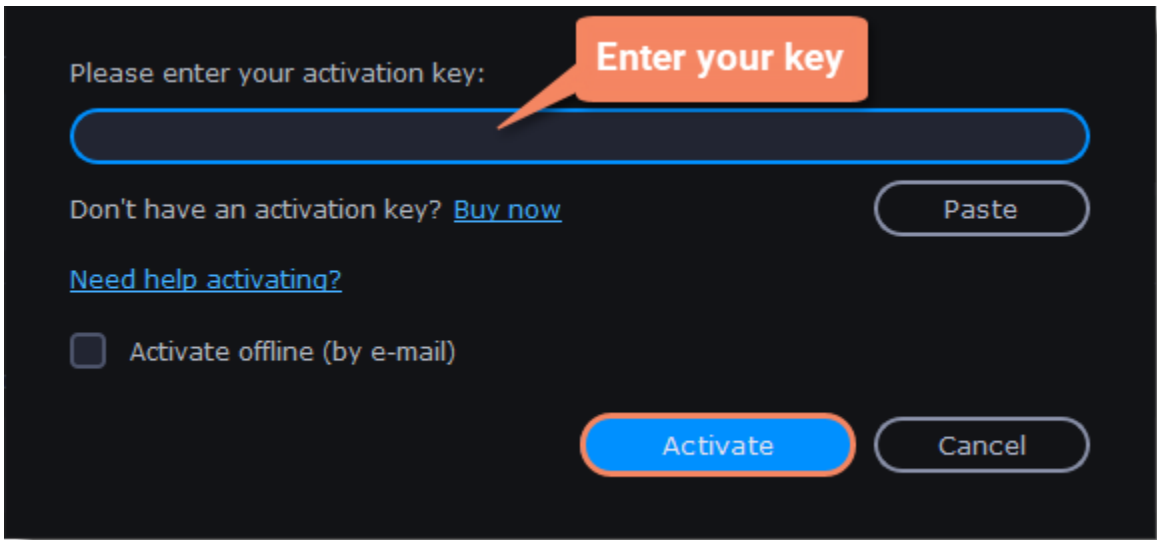 Enter your key
Please enter your activation key:
Don't have an activation key? Buy now
Paste
Need help activating?
Activate offline (by e-mail)
Activate
Cancel